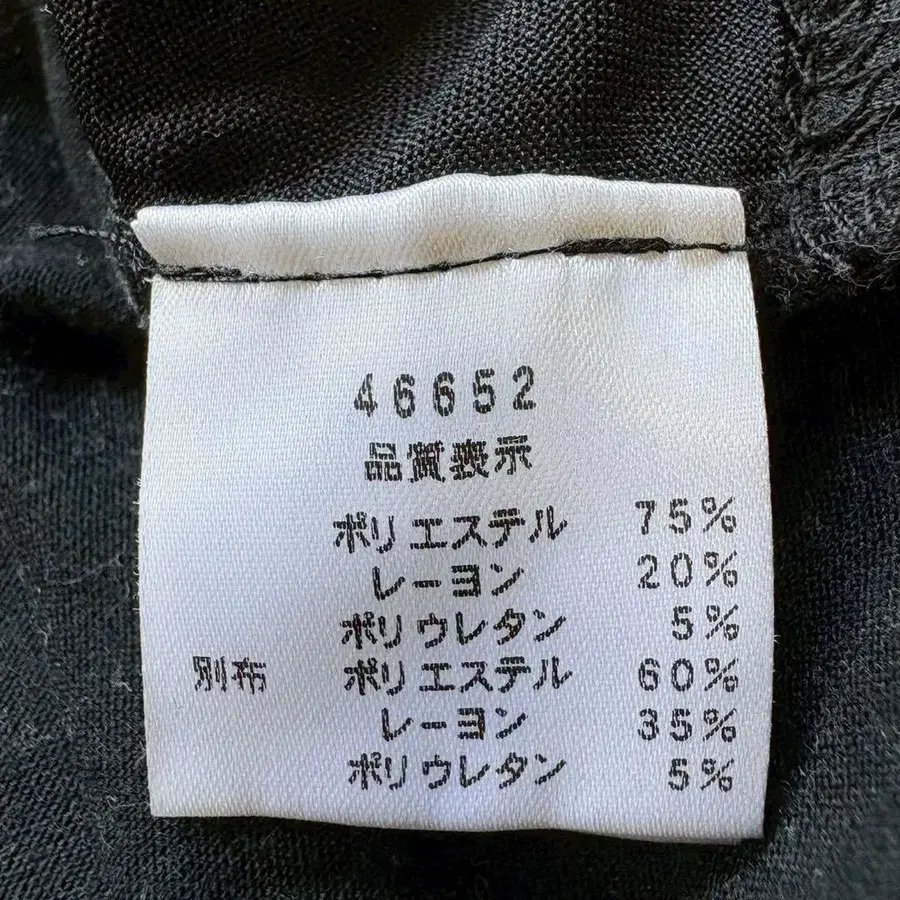 46652
品質表示
ポリエステル 75%
レーヨン 20%
ポリウレタン 5%
別布 ポリエステル 60%
レーヨン 35%
ポリウレタン 5%